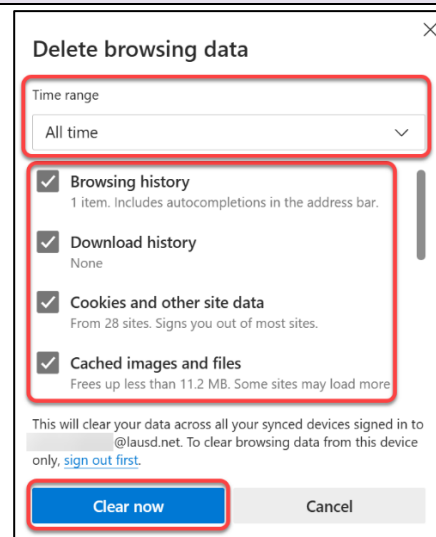 Delete browsing data
Time range
All time
Browsing history
1 item. Includes autocompletions in the address bar.
Download history
None
Cookies and other site data
From 28 sites. Signs you out of most sites.
Cached images and files
Frees up less than 11.2 MB. Some sites may load more
This will clear your data across all your synced devices signed in to
@lausd.net. To clear browsing data from this device
only, sign out first.
Clear now
Cancel